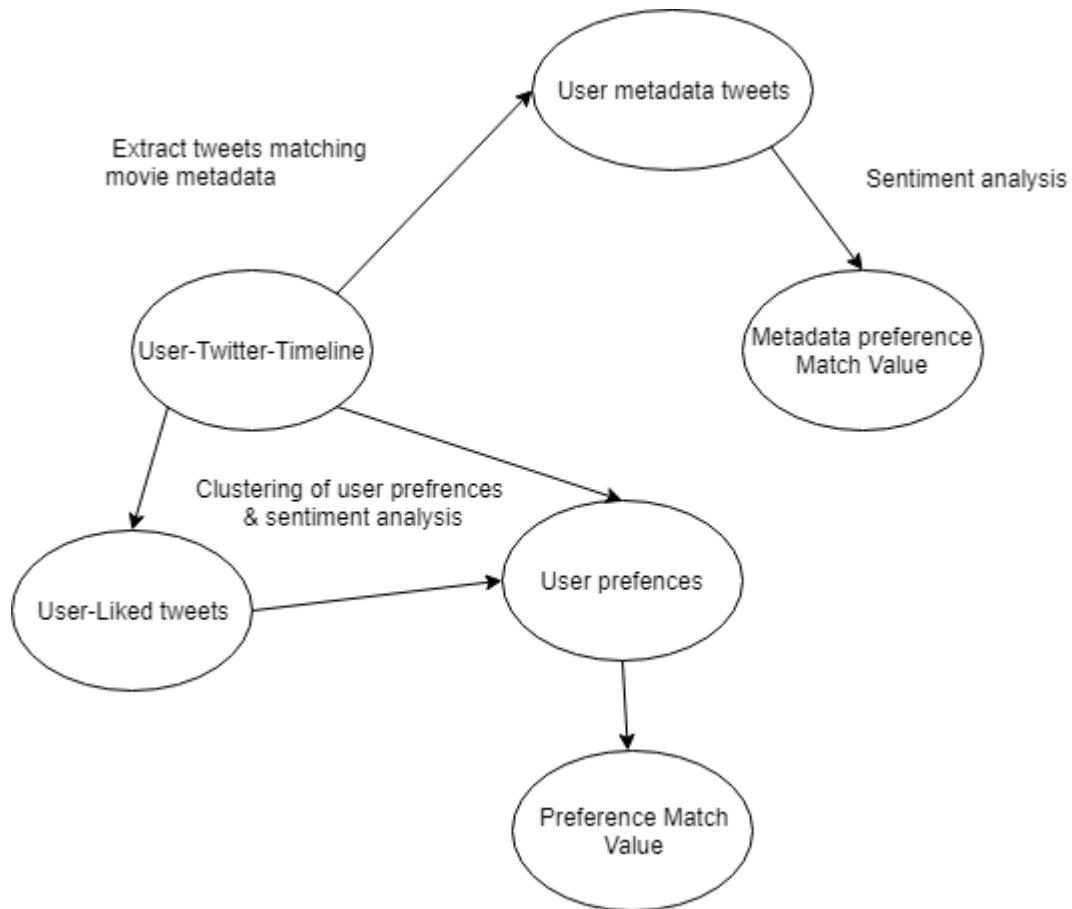 User metadata tweets
Extract tweets matching
movie metadata
Sentiment analysis
User-Twitter-Timeline
Metadata preference
Match Value
Clustering of user prefrences
& sentiment analysis
User prefences
User-Liked tweets
Preference Match
Value